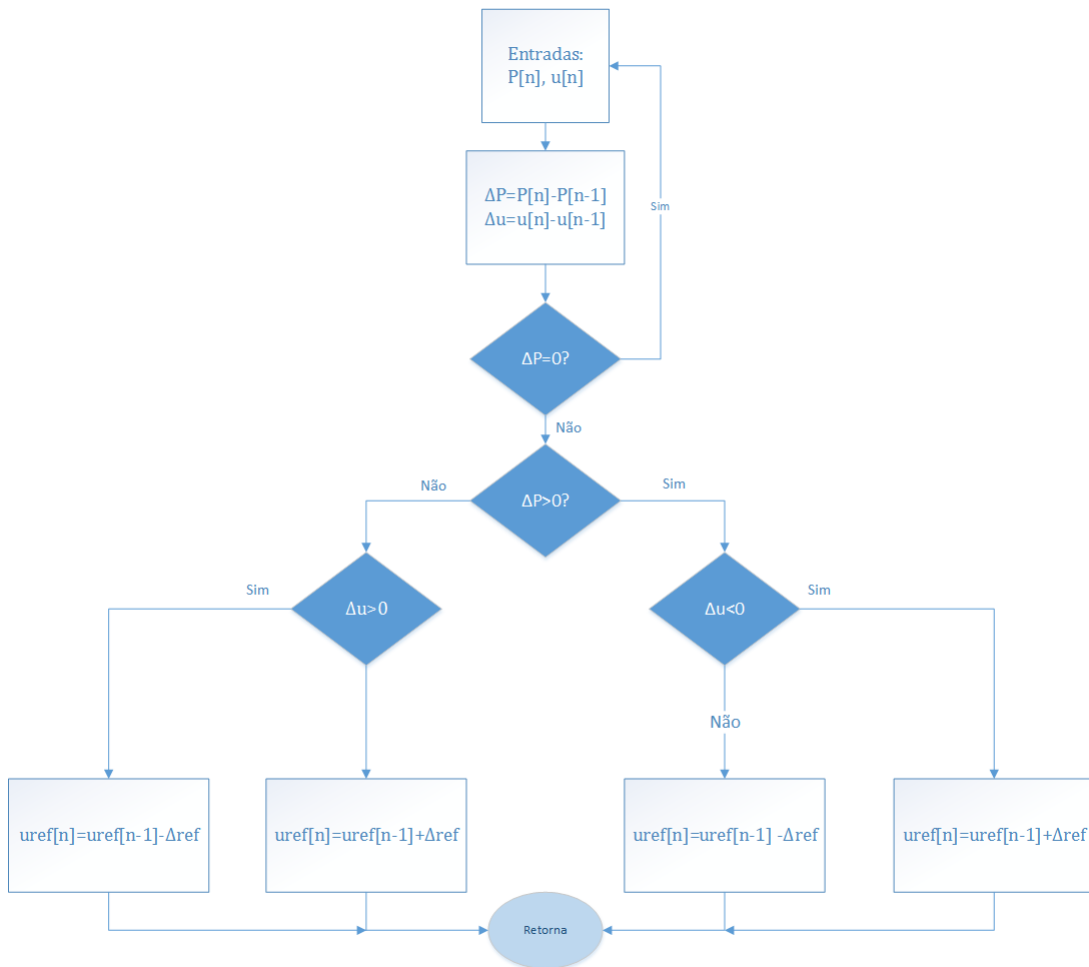 Entradas:
P[n], u[n]
ΔP=P[n]-P[n-1]
Δu=u[n]-u[n-1]
Sim
ΔP=0?
Não
ΔP>0?
Não
Sim
Δu>0
Sim
Δu<0
Sim
Não
uref[n]=uref[n-1]-Δref
uref[n]=uref[n-1]+Δref
uref[n]=uref[n-1] -Δref
uref[n]=uref[n-1]+Δref
Retorna